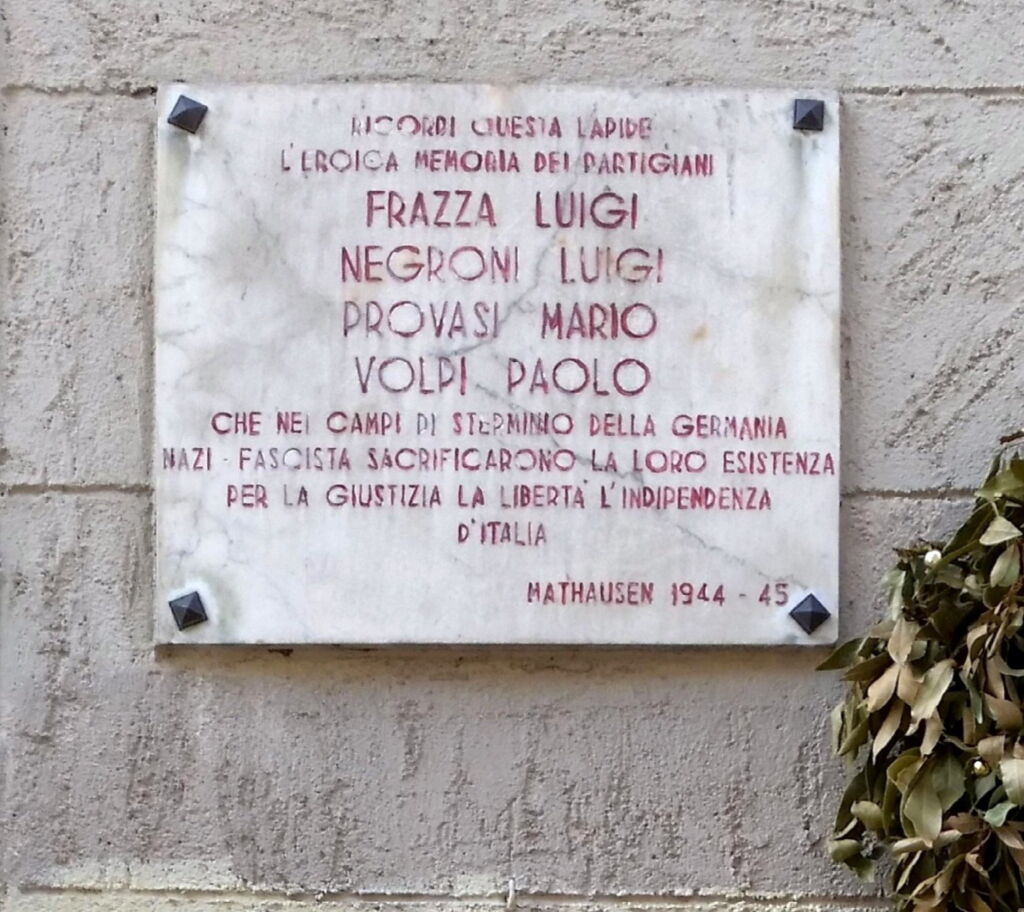 RICORDI QUESTA LAPIDE
L'EROICA MEMORIA DEI PARTIGIANI
FRAZZA LUIGI
NEGRONI LUIGI
PROVASI MARIO
VOLPI PAOLO
CHE NEI CAMPI DI STERMINIO DELLA GERMANIA
NAZI - FASCISTA SACRIFICARONO LA LORO ESISTENZA
PER LA GIUSTIZIA LA LIBERTA' L'INDIPENDENZA
D'ITALIA
MATHAUSEN 1944 - 45